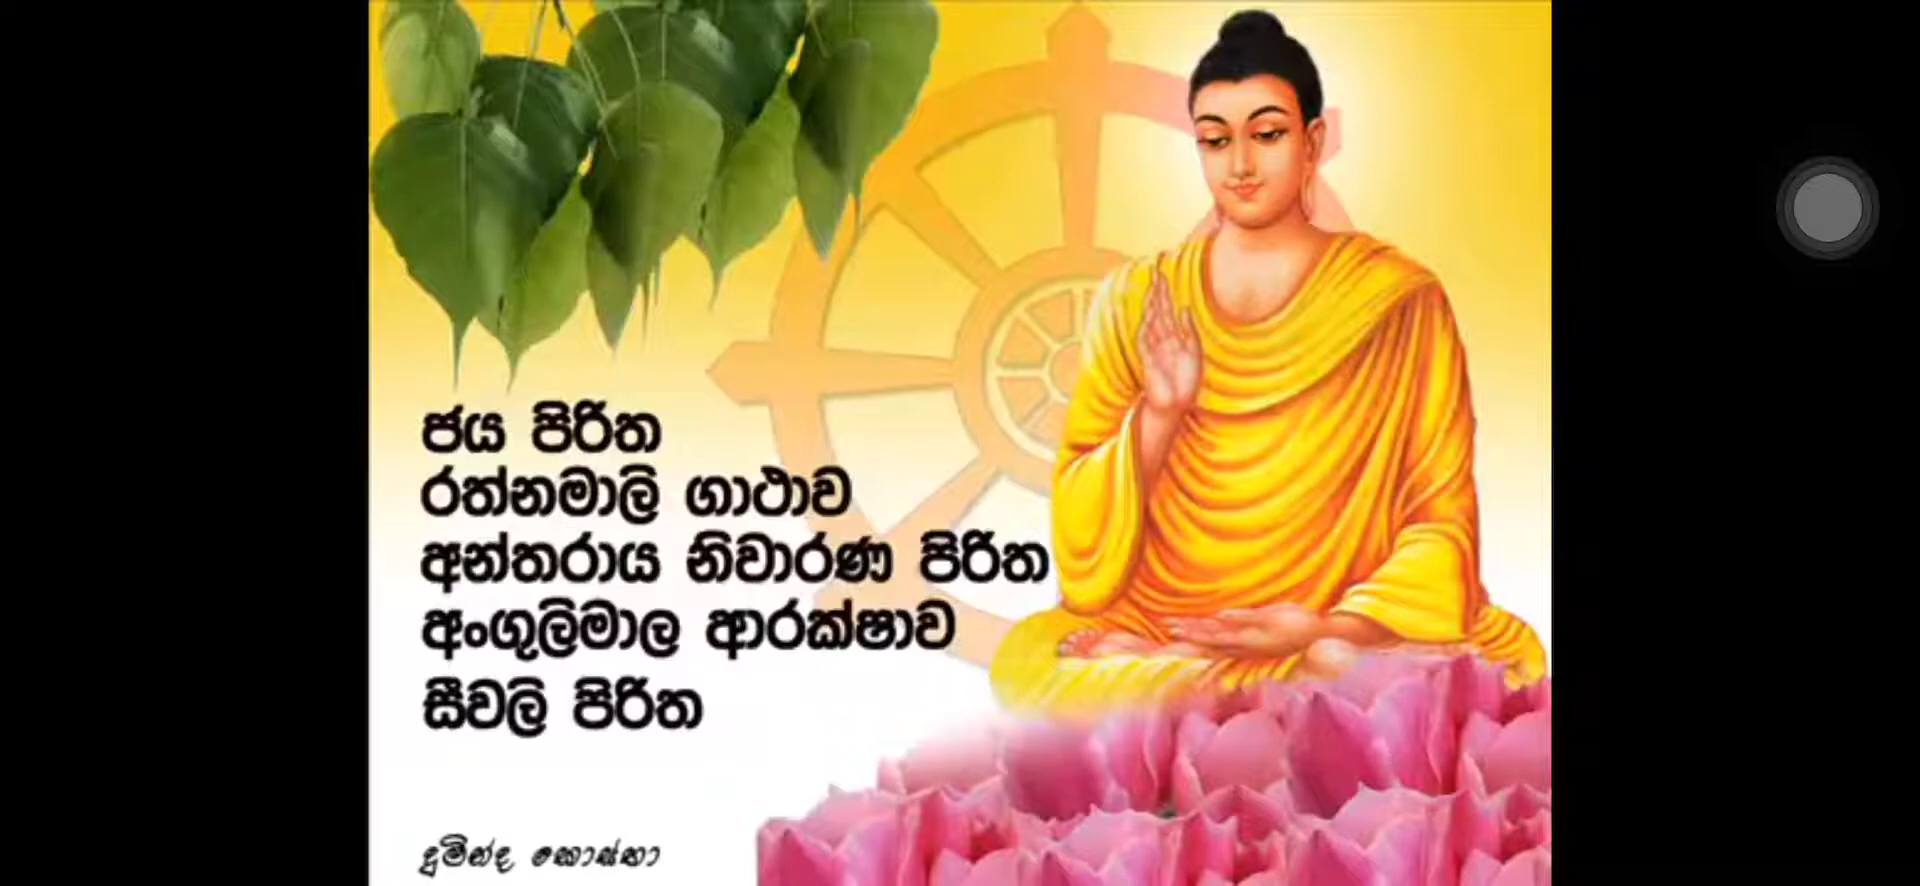 ජය පිරිත
රත්නමාලි ගාථාව
අන්තරාය නිවාරණ පිරිත
අංගුලිමාල ආරක්ෂාව
සීවලි පිරිත
දුමින්ද කොස්තා